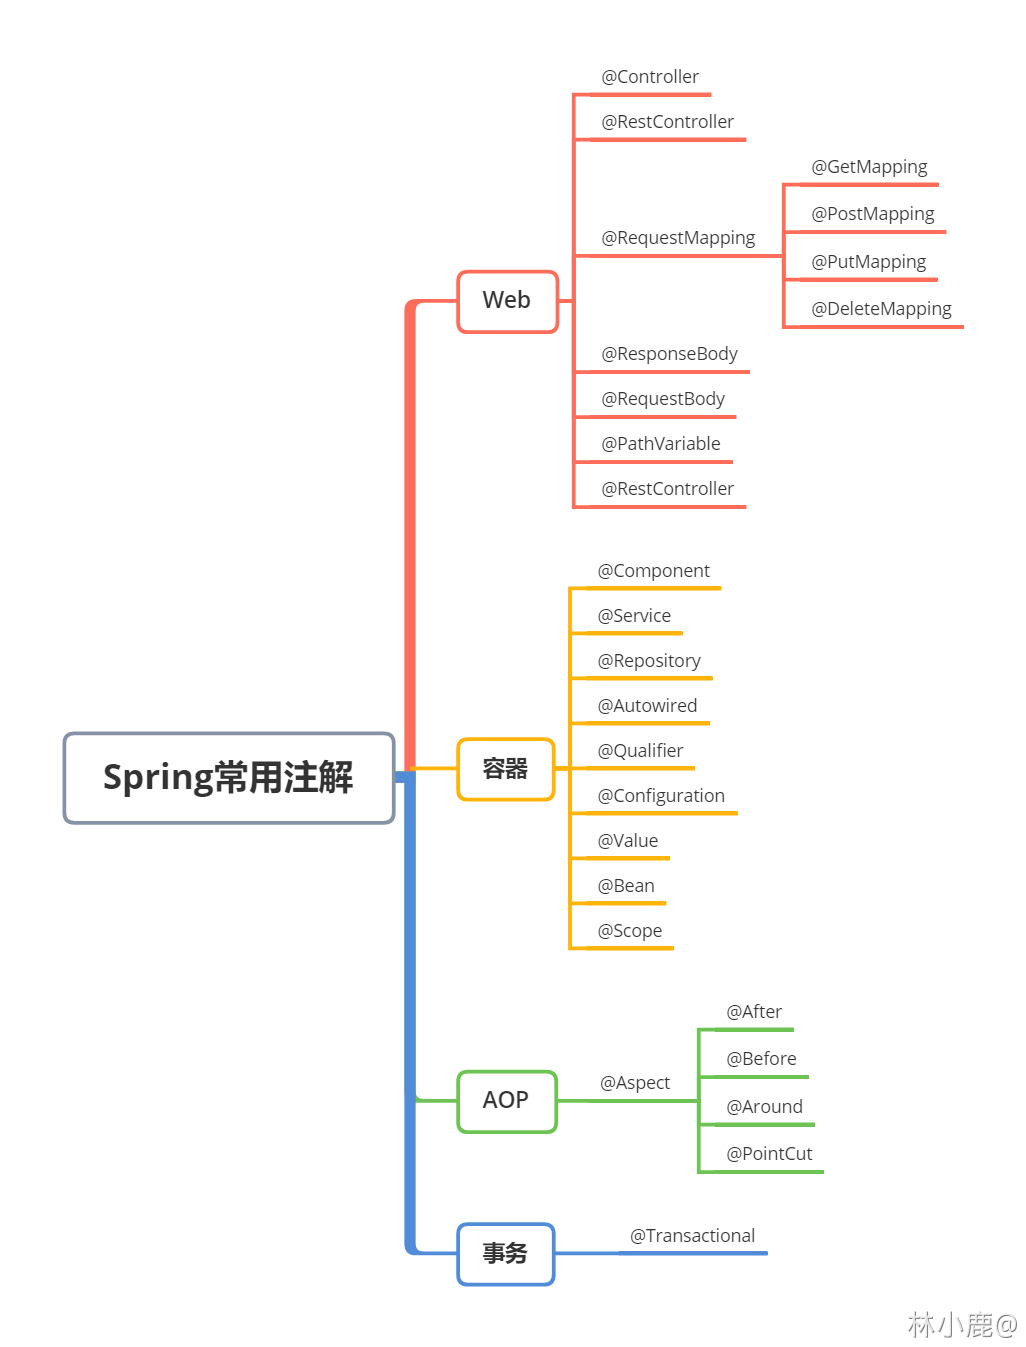 Spring常用注解
Web
@Controller
@RestController
@RequestMapping
@GetMapping
@PostMapping
@PutMapping
@DeleteMapping
@ResponseBody
@RequestBody
@PathVariable
@RestController
容器
@Component
@Service
@Repository
@Autowired
@Qualifier
@Configuration
@Value
@Bean
@Scope
AOP
@Aspect
@After
@Before
@Around
@PointCut
事务
@Transactional
林小鹿@